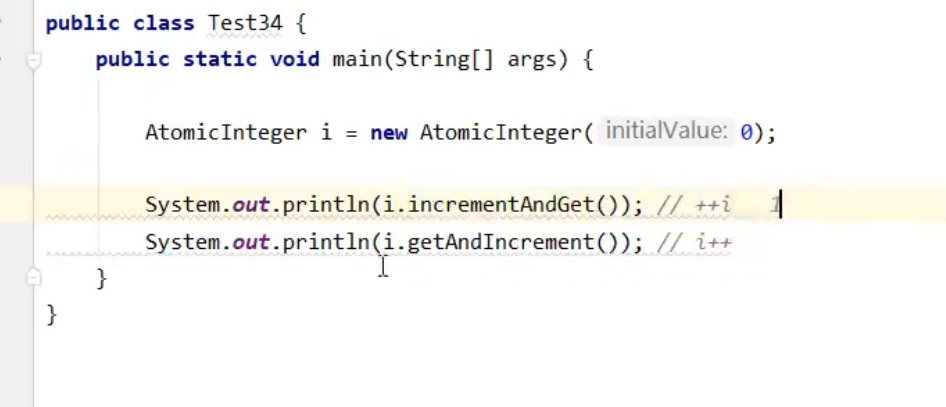 public class Test34 {
public static void main(String[] args) {
AtomicInteger i = new AtomicInteger( initialValue: 0);
System.out.println(i.incrementAndGet()); // ++i 1
System.out.println(i.getAndIncrement()); // i++
}
}